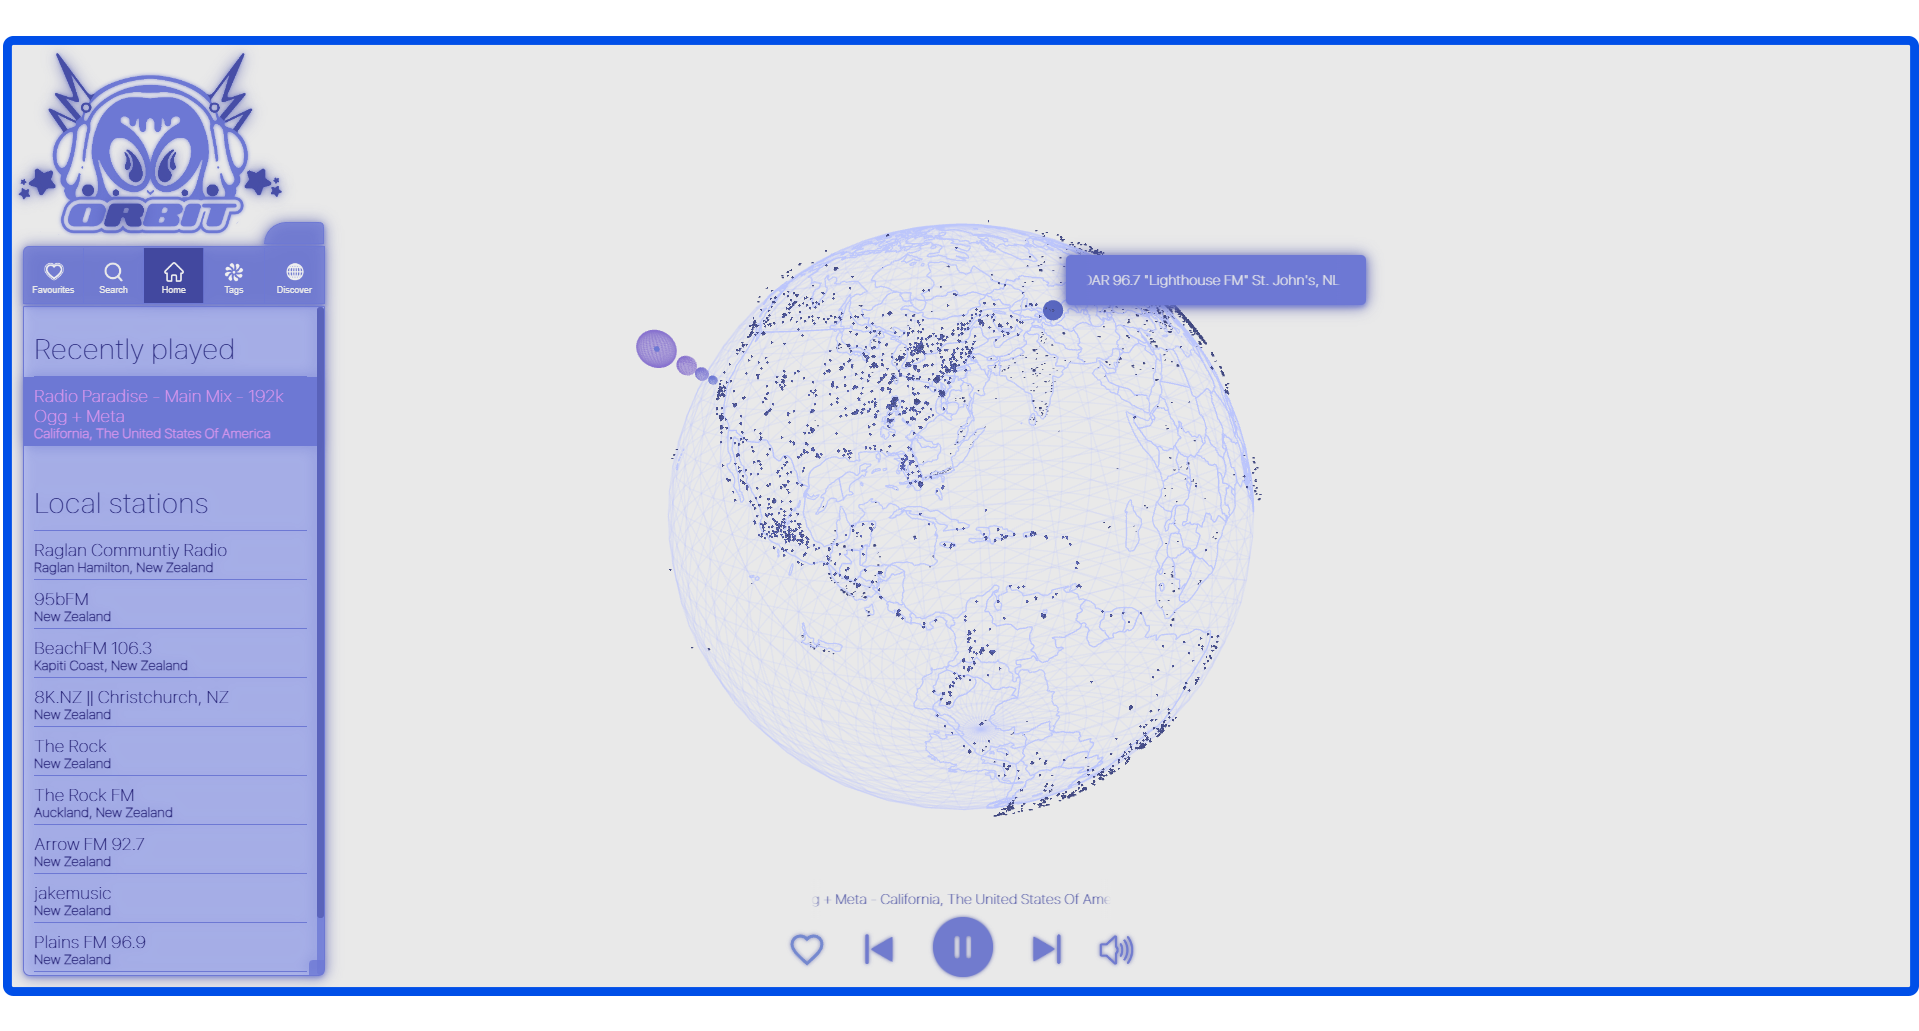 ORBIT
Favourites
Search
Home
Tags
Discover
Recently played
Radio Paradise - Main Mix - 192k
Ogg + Meta
California, The United States Of America
Local stations
Raglan Communtiy Radio
Raglan Hamilton, New Zealand
95bFM
New Zealand
BeachFM 106.3
Kapiti Coast, New Zealand
8K.NZ || Christchurch, NZ
New Zealand
The Rock
New Zealand
The Rock FM
Auckland, New Zealand
Arrow FM 92.7
New Zealand
jakemusic
New Zealand
Plains FM 96.9
New Zealand
OAR 96.7 "Lighthouse FM" St. John's, NL
g + Meta - California, The United States Of Ame